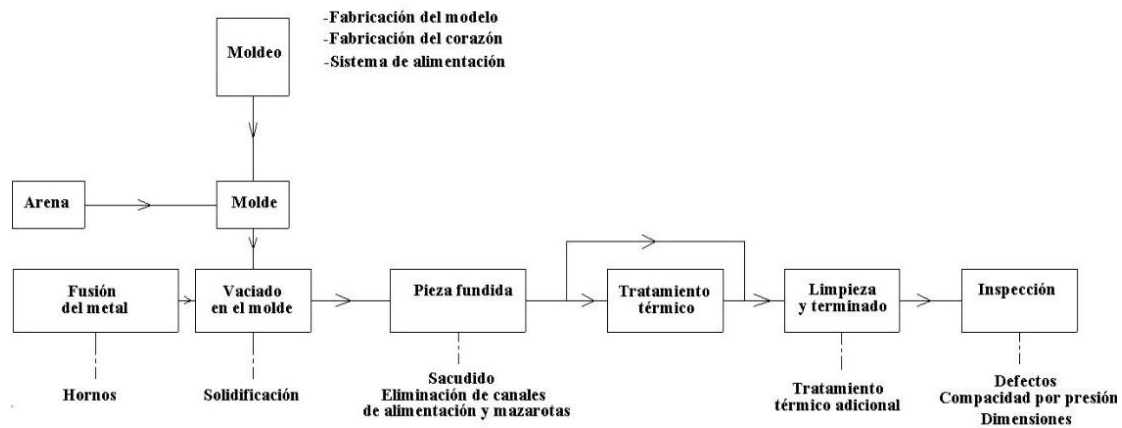 -Fabricación del modelo
-Fabricación del corazón
-Sistema de alimentación
Moldeo
Arena
Molde
Fusión
del metal
Vaciado
en el molde
Pieza fundida
Tratamiento
térmico
Limpieza
y terminado
Inspección
Hornos
Solidificación
Sacudido
Eliminación de canales
de alimentación y mazarotas
Tratamiento
térmico adicional
Defectos
Compacidad por presión
Dimensiones